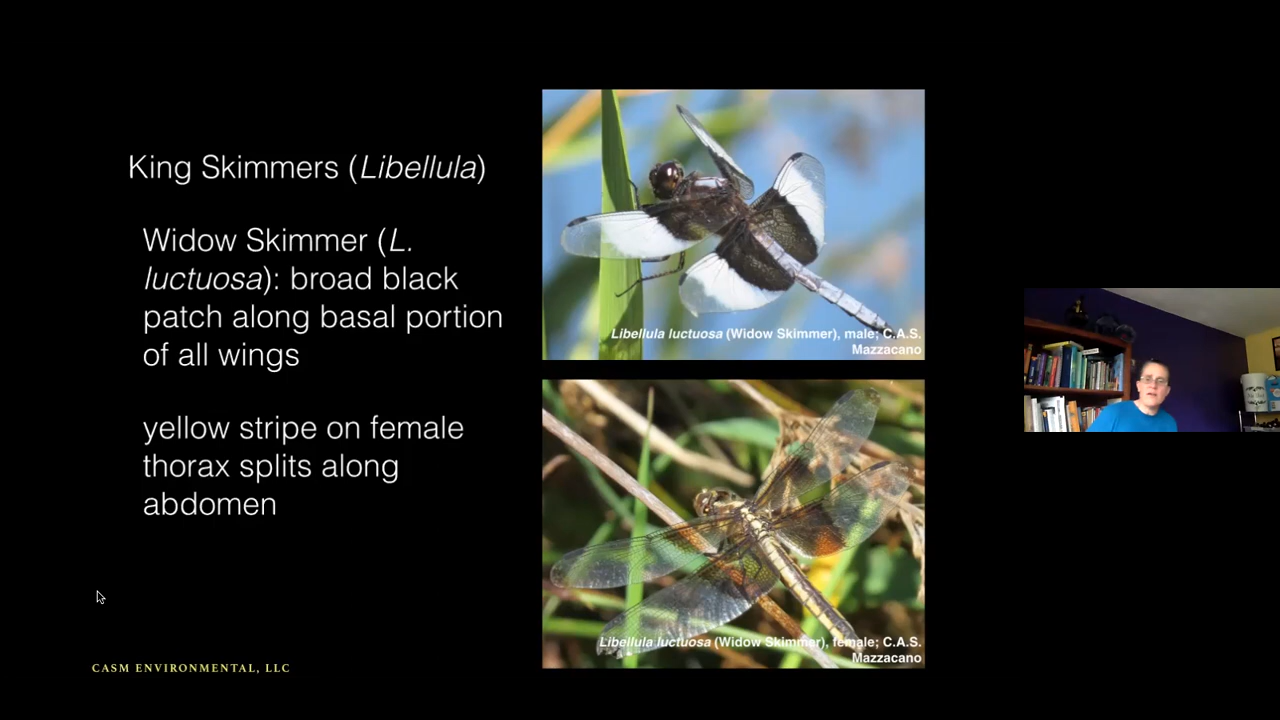 King Skimmers (Libellula)
Widow Skimmer (L.
luctuosa): broad black
patch along basal portion
of all wings
yellow stripe on female
thorax splits along
abdomen
Libellula luctuosa (Widow Skimmer), male; C.A.S.
Mazzacano
Libellula luctuosa (Widow Skimmer), female; C.A.S.
Mazzacano
CASM ENVIRONMENTAL, LLC